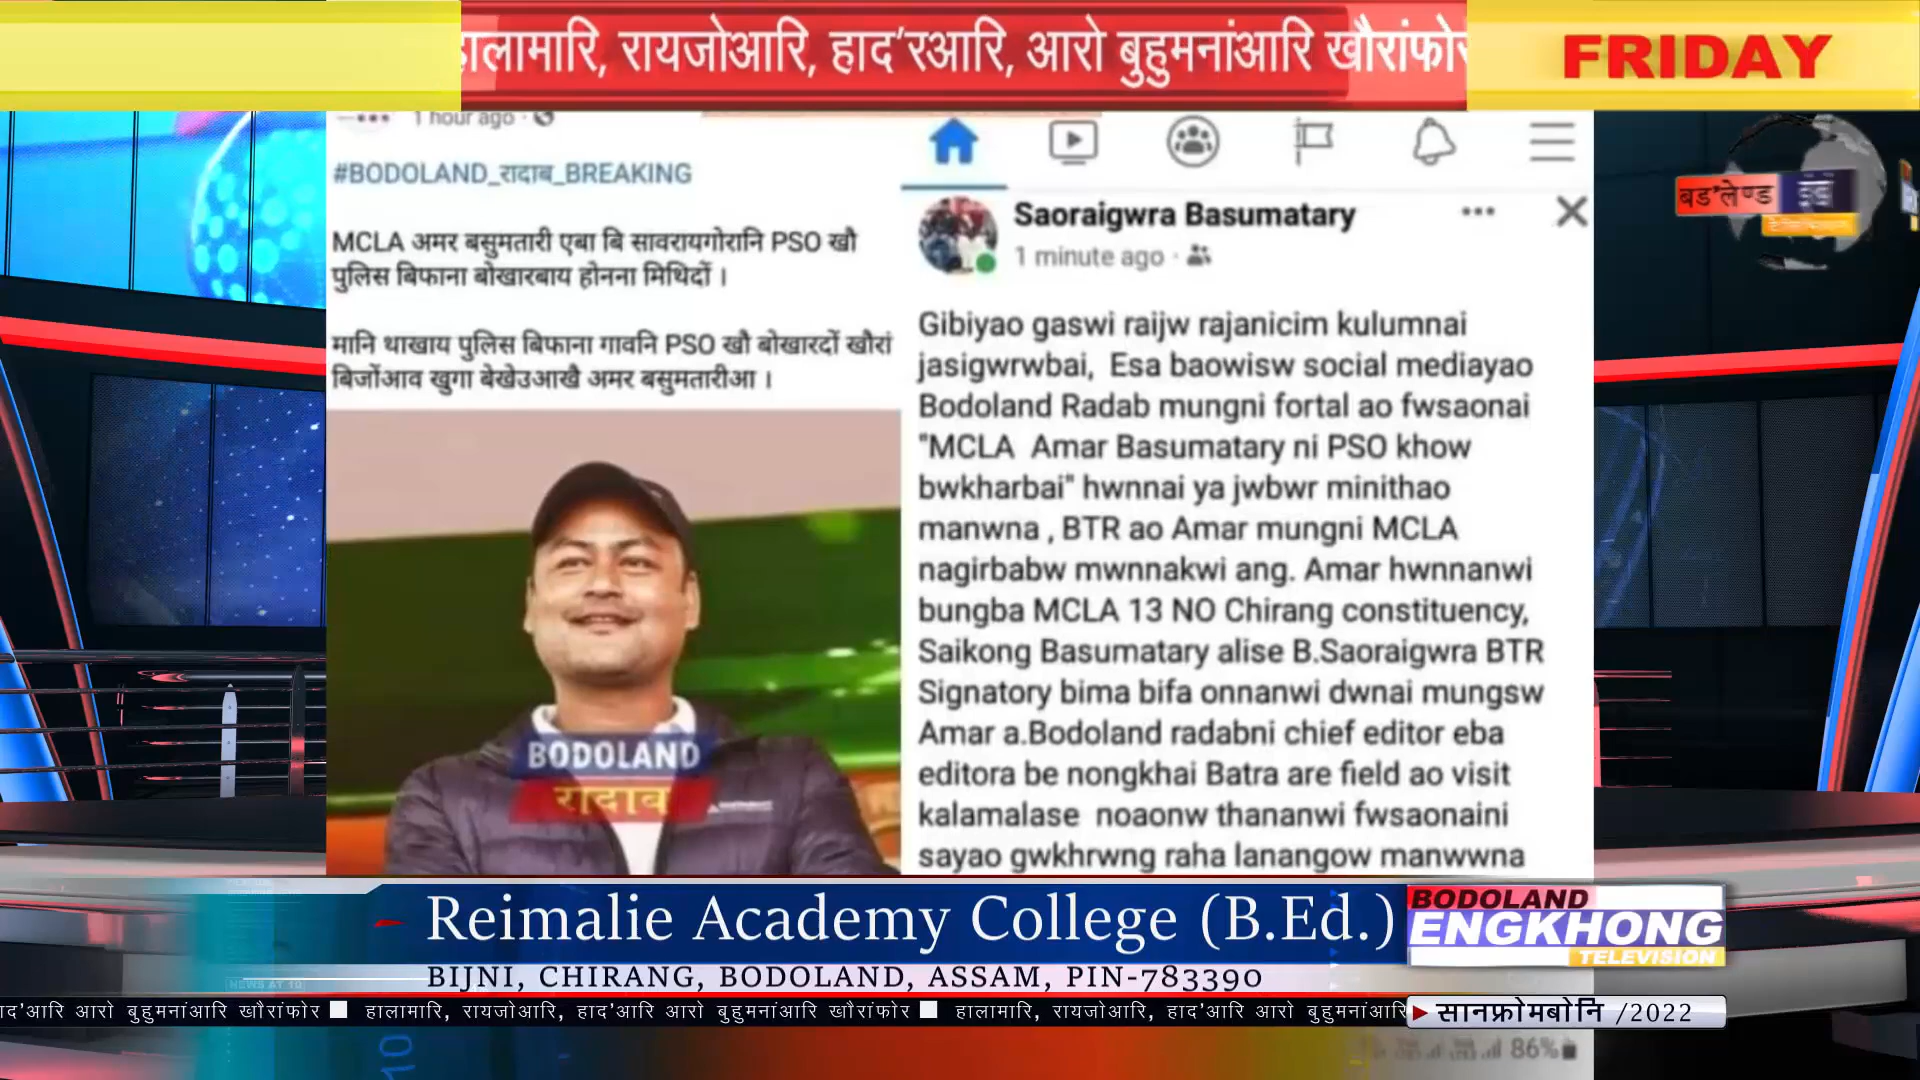 हालामारि, रायजोआरि, हाद'रआरि, आरो बुहुमनांआरि खौरांफोर
FRIDAY
1 hour ago ·
#BODOLAND_रादाब_BREAKING
MCLA अमर बसुमतारी एबा बि सावरायगोरानि PSO खौ
पुलिस बिफाना बोखारबाय होनना मिथिदों ।
मानि थाखाय पुलिस बिफाना गावनि PSO खौ बोखारदों खौरां
बिजोंआव खुगा बेखेउआखै अमर बसुमतारीआ ।
BODOLAND
रादाब
Saoraigwra Basumatary
1 minute ago ·
Gibiyao gaswi raijw rajanicim kulumnai
jasigwrwbai, Esa baowisw social mediayao
Bodoland Radab mungni fortal ao fwsaonai
"MCLA Amar Basumatary ni PSO khow
bwkharbai" hwnnai ya jwbwr minithao
manwna , BTR ao Amar mungni MCLA
nagirbabw mwnnakwi ang. Amar hwnnanwi
bungba MCLA 13 NO Chirang constituency,
Saikong Basumatary alise B.Saoraigwra BTR
Signatory bima bifa onnanwi dwnai mungsw
Amar a.Bodoland radabni chief editor eba
editora be nongkhai Batra are field ao visit
kalamalase noaonw thananwi fwsaonaini
sayao gwkhrwng raha lanangow manwwna
बड'लेण्ड
Reimalie Academy College (B.Ed.)
BIJNI, CHIRANG, BODOLAND, ASSAM, PIN-783390
BODOLAND
ENGKHONG
TELEVISION
NEWS AT 10
ाद'आरि आरो बुहुमनांआरि खौरांफोर ■ हालामारि, रायजोआरि, हाद'आरि आरो बुहुमनांआरि खौरांफोर ■ हालामारि, रायजोआरि, हाद'आरि आरो बुहुमनांआरि
सानफ्रोमबोनि /2022
10
86%